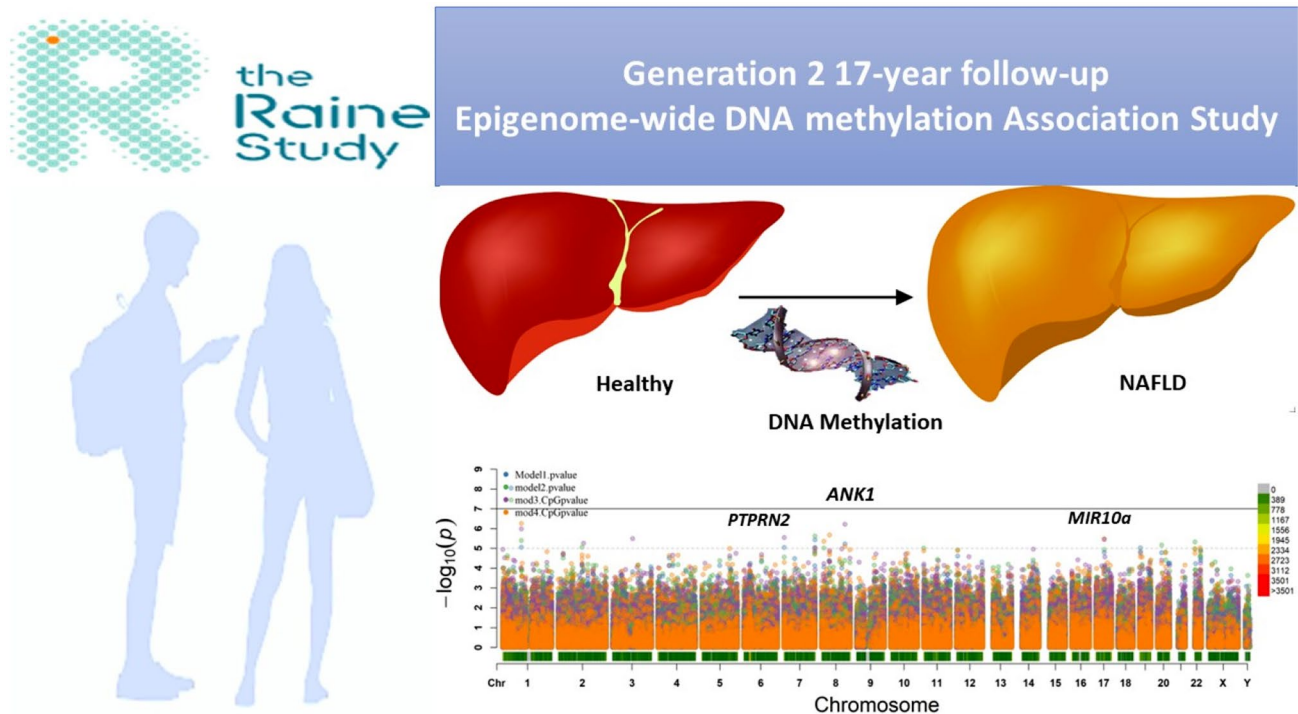 the
Raine
Study
Generation 2 17-year follow-up
Epigenome-wide DNA methylation Association Study
Healthy
NAFLD
DNA Methylation
9
8
7
6
5
4
3
2
1
0
−log10(p)
Model1.pvalue
model2.pvalue
mod3.CpGpvalue
mod4.CpGpvalue
ANK1
PTPRN2
MIR10a
0
389
778
1167
1556
1945
2334
2723
3112
3501
>3501
Chr 1 2 3 4 5 6 7 8 9 10 11 12 13 14 15 16 17 18 20 22 X Y
Chromosome